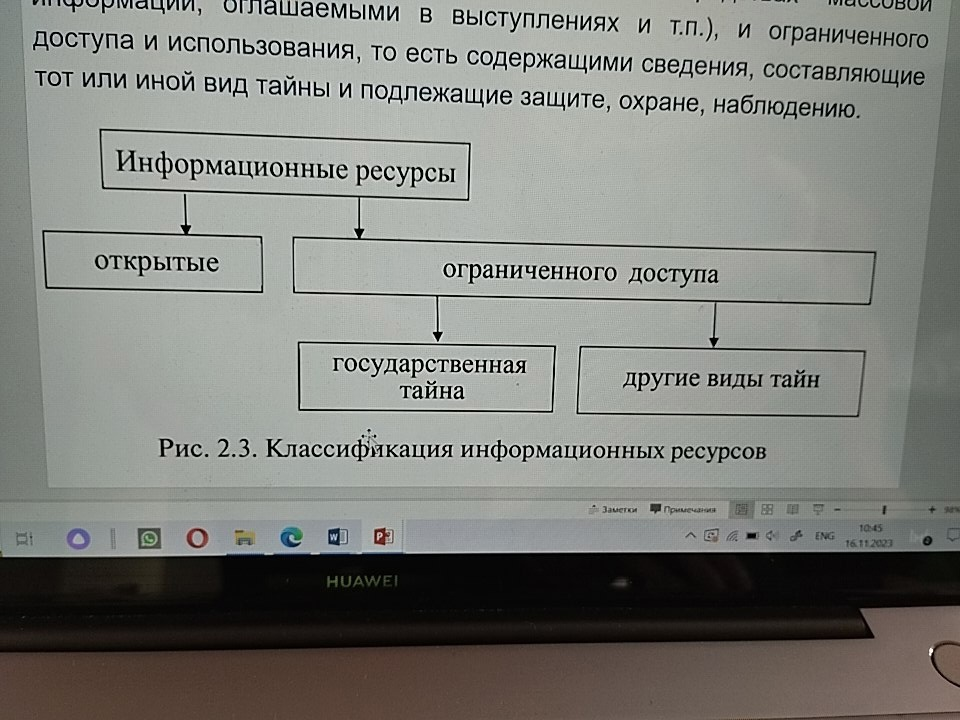 информации, оглашаемыми в выступлениях и т.п.), и ограниченного
доступа и использования, то есть содержащими сведения, составляющие
тот или иной вид тайны и подлежащие защите, охране, наблюдению.
Информационные ресурсы
открытые
ограниченного доступа
государственная
тайна
другие виды тайн
Рис. 2.3. Классификация информационных ресурсов
Заметки Примечания 98%
ENG
10:45
16.11.2023
HUAWEI